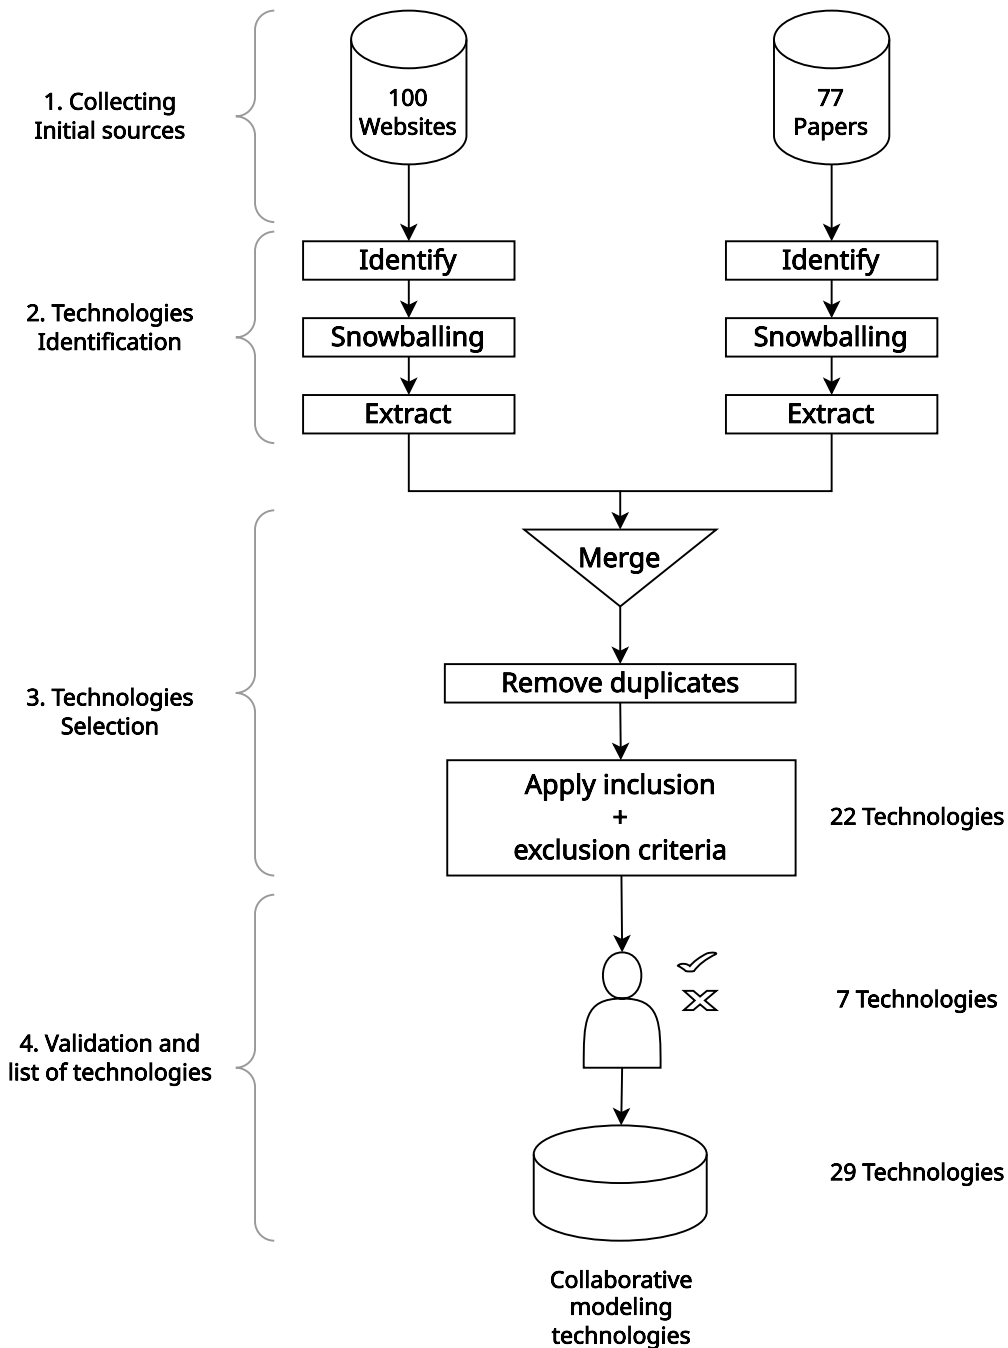 1. Collecting
Initial sources
100
Websites
77
Papers
2. Technologies
Identification
Identify
Identify
Snowballing
Snowballing
Extract
Extract
3. Technologies
Selection
Merge
Remove duplicates
Apply inclusion
+
exclusion criteria
22 Technologies
4. Validation and
list of technologies
7 Technologies
29 Technologies
Collaborative
modeling
technologies